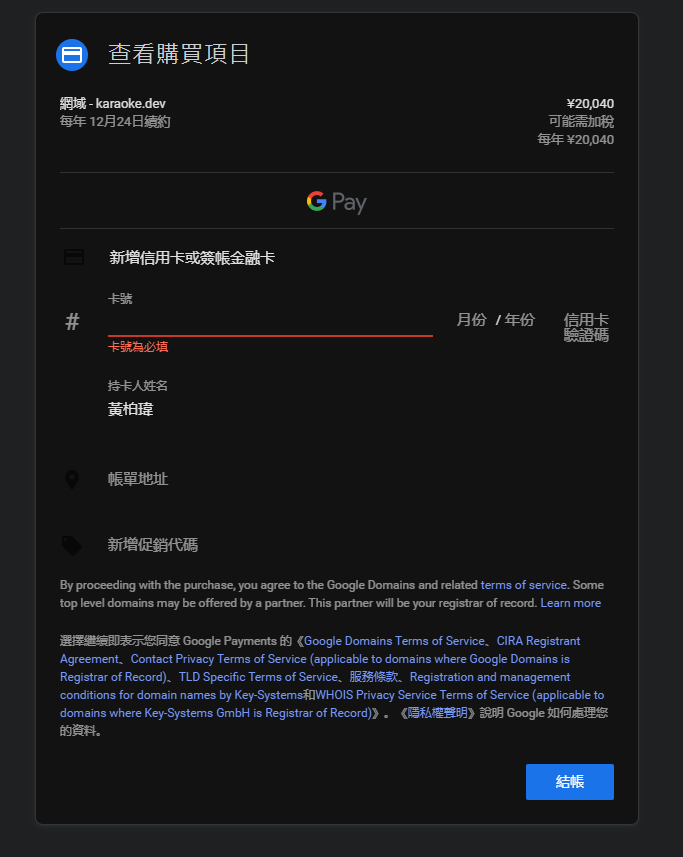 查看購買項目
網域 - karaoke.dev ¥20,040
每年 12月24日續約 可能需加稅
每年 ¥20,040
G Pay
新增信用卡或簽帳金融卡
卡號
# 月份 / 年份 信用卡
驗證碼
卡號為必填
持卡人姓名
黃柏瑋
帳單地址
新增促銷代碼
By proceeding with the purchase, you agree to the Google Domains and related terms of service. Some
top level domains may be offered by a partner. This partner will be your registrar of record. Learn more
選擇繼續即表示您同意 Google Payments 的《Google Domains Terms of Service、CIRA Registrant
Agreement、Contact Privacy Terms of Service (applicable to domains where Google Domains is
Registrar of Record)、TLD Specific Terms of Service、服務條款、Registration and management
conditions for domain names by Key-Systems和WHOIS Privacy Service Terms of Service (applicable to
domains where Key-Systems GmbH is Registrar of Record)》。《隱私權聲明》說明 Google 如何處理您
的資料。
結帳